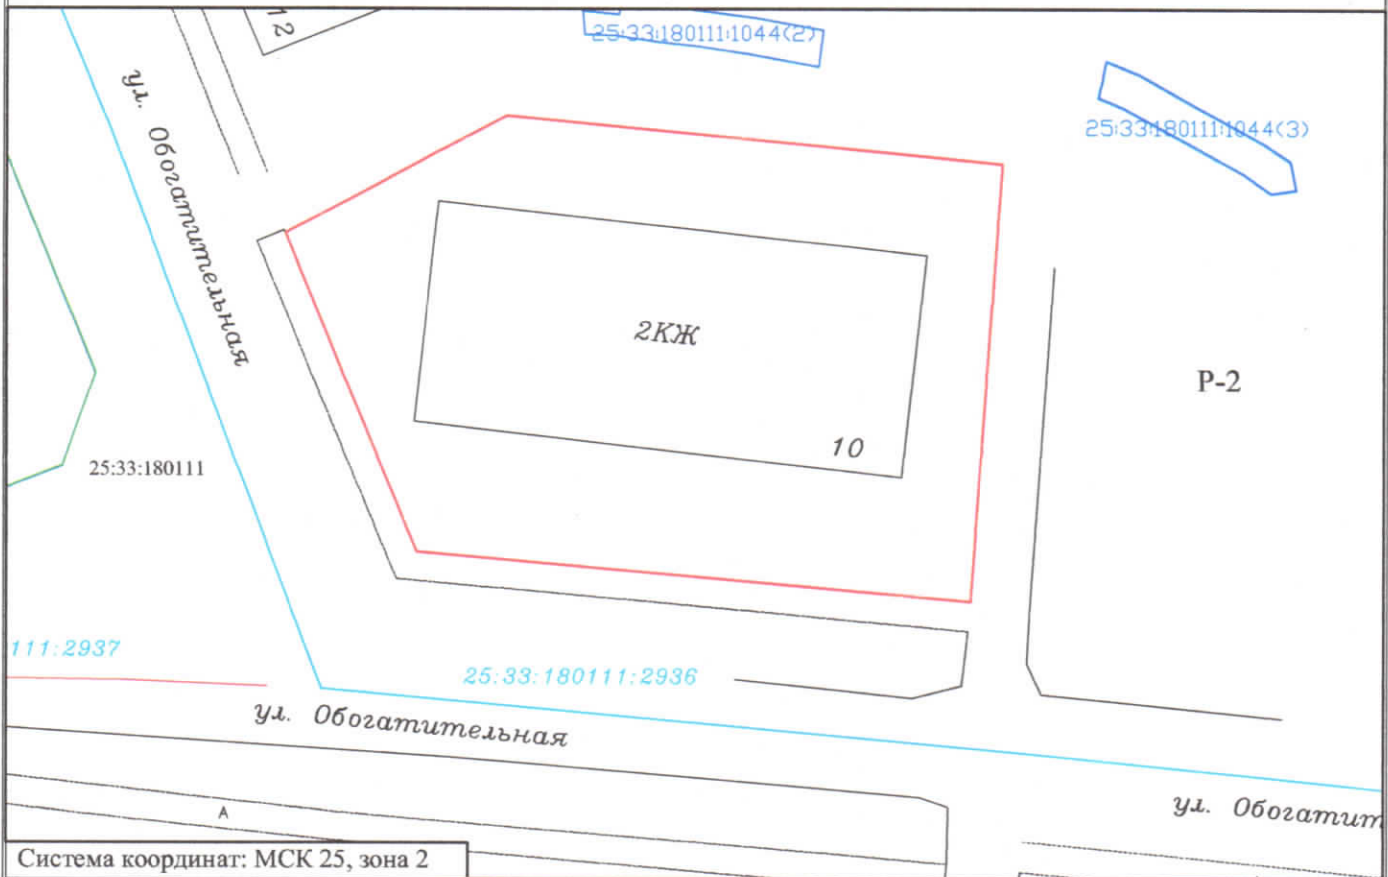 12
25:33:180111:1044(2)
25:33:180111:1044(3)
ул. Обогатительная
2КЖ
10
Р-2
25:33:180111
111:2937
25:33:180111:2936
ул. Обогатительная
ул. Обогатит
А
Система координат: МСК 25, зона 2